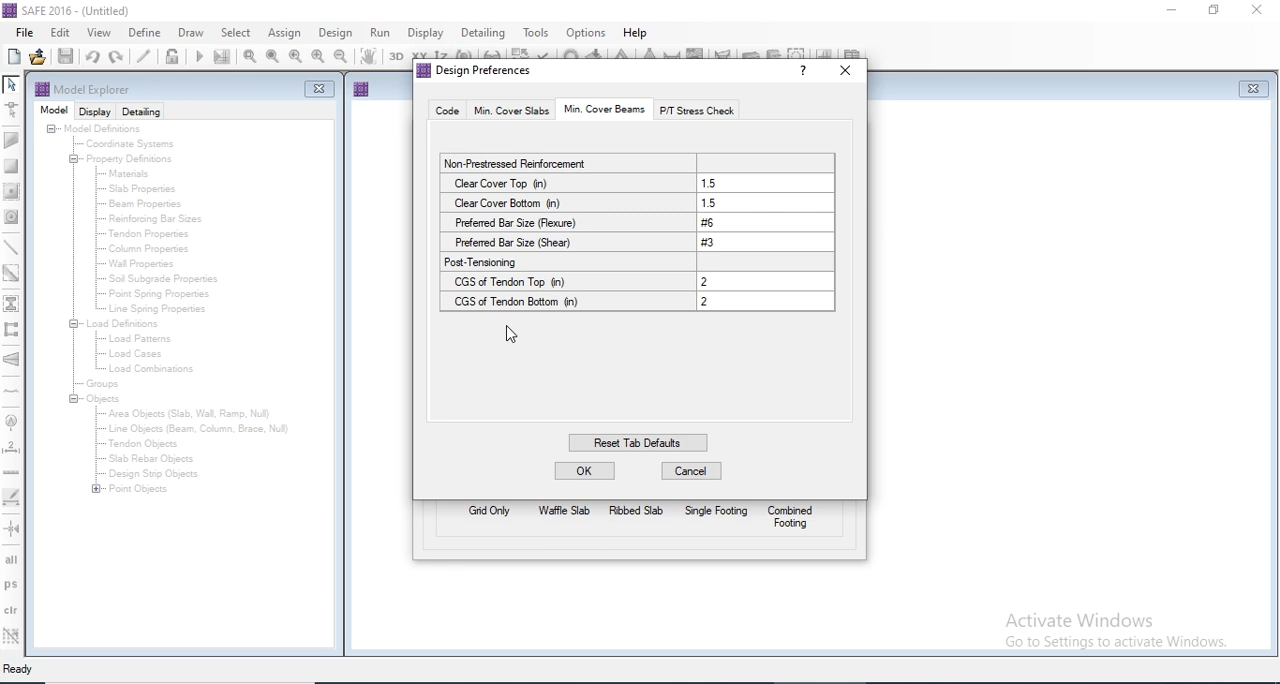 SAFE 2016 - (Untitled)
File Edit View Define Draw Select Assign Design Run Display Detailing Tools Options Help
3D
Model Explorer
Model Display Detailing
Model Definitions
Coordinate Systems
Property Definitions
Materials
Slab Properties
Beam Properties
Reinforcing Bar Sizes
Tendon Properties
Column Properties
Wall Properties
Soil Subgrade Properties
Point Spring Properties
Line Spring Properties
Load Definitions
Load Patterns
Load Cases
Load Combinations
Groups
Objects
Area Objects (Slab, Wall, Ramp, Null)
Line Objects (Beam, Column, Brace, Null)
Tendon Objects
Slab Rebar Objects
Design Strip Objects
Point Objects
2
all
ps
clr
Design Preferences ?
Code Min. Cover Slabs Min. Cover Beams P/T Stress Check
Non-Prestressed Reinforcement
Clear Cover Top (in) 1.5
Clear Cover Bottom (in) 1.5
Preferred Bar Size (Flexure) #6
Preferred Bar Size (Shear) #3
Post-Tensioning
CGS of Tendon Top (in) 2
CGS of Tendon Bottom (in) 2
Reset Tab Defaults
OK Cancel
Grid Only Waffle Slab Ribbed Slab Single Footing Combined
Footing
Activate Windows
Go to Settings to activate Windows.
Ready